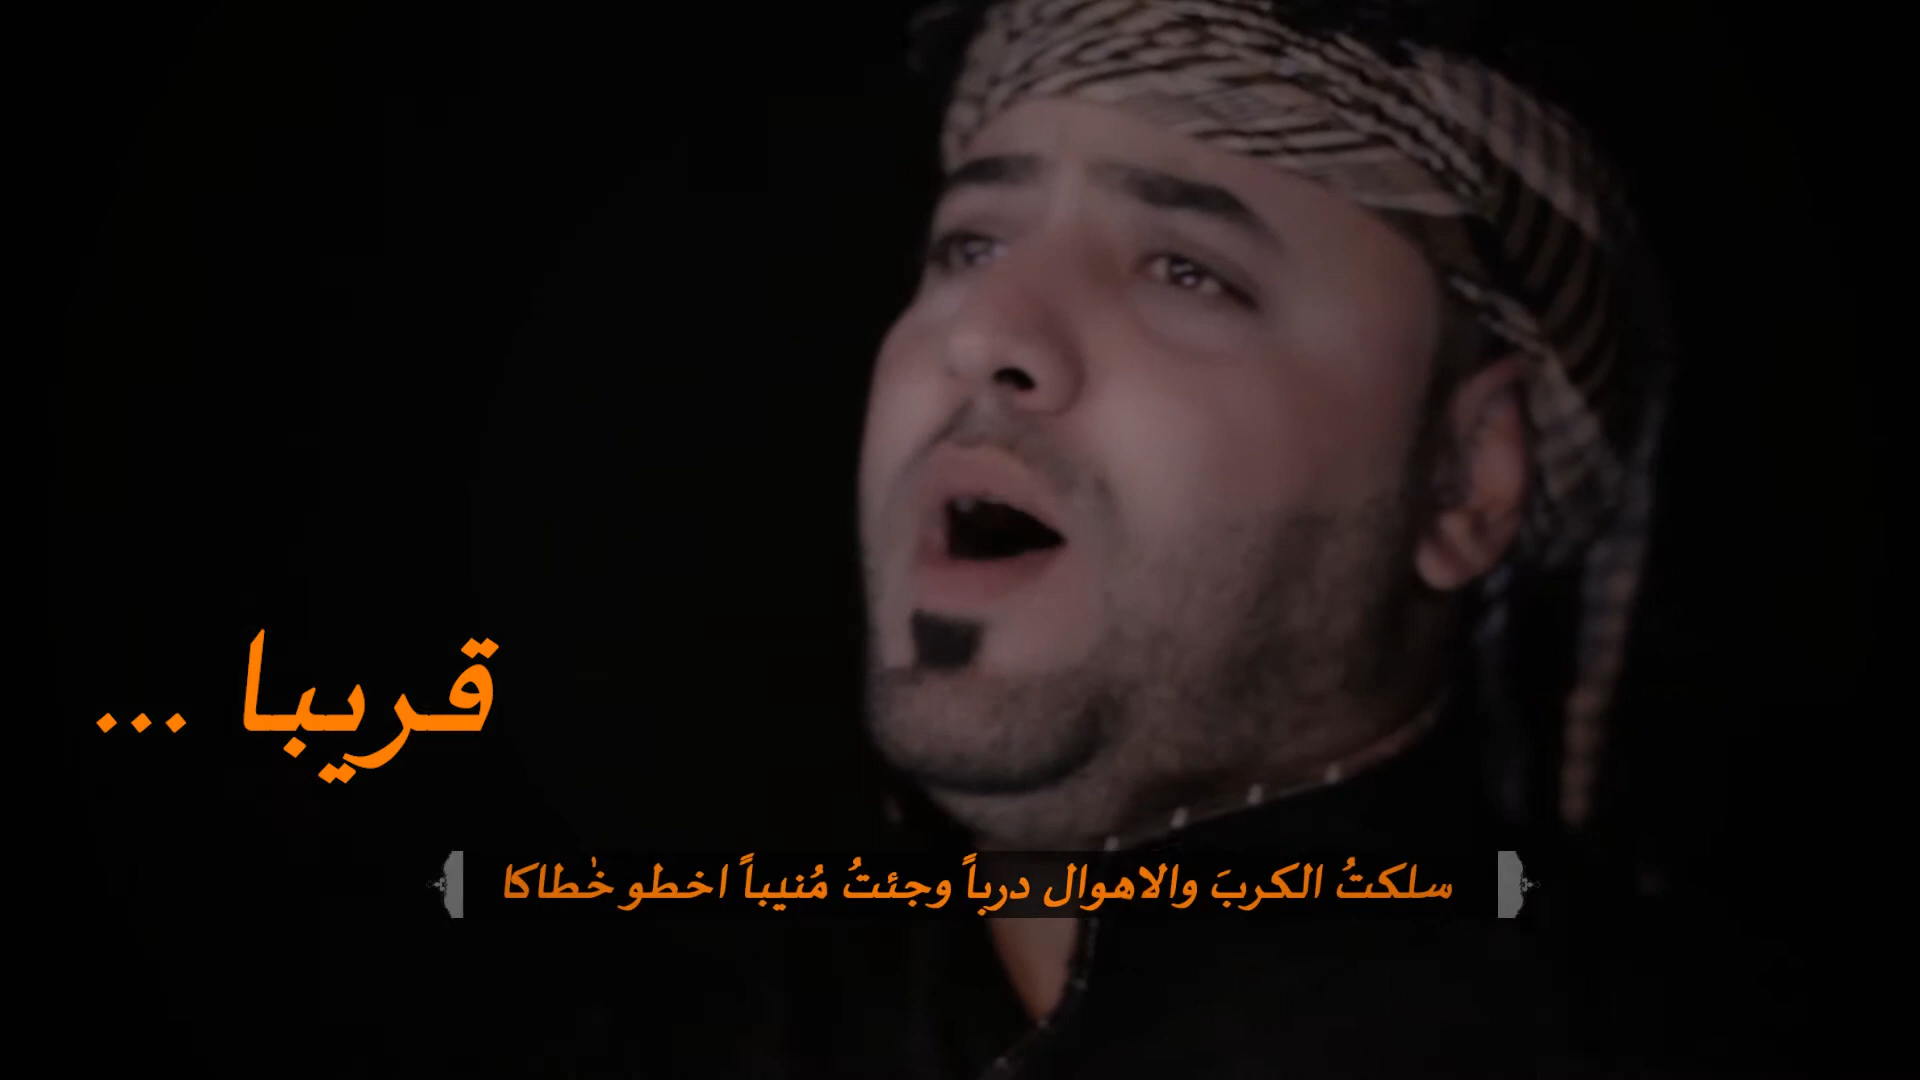 قريبا ...
سلكتُ الكربَ والاهوال درباً وجئتُ مُنيباً اخطو خُطاكا